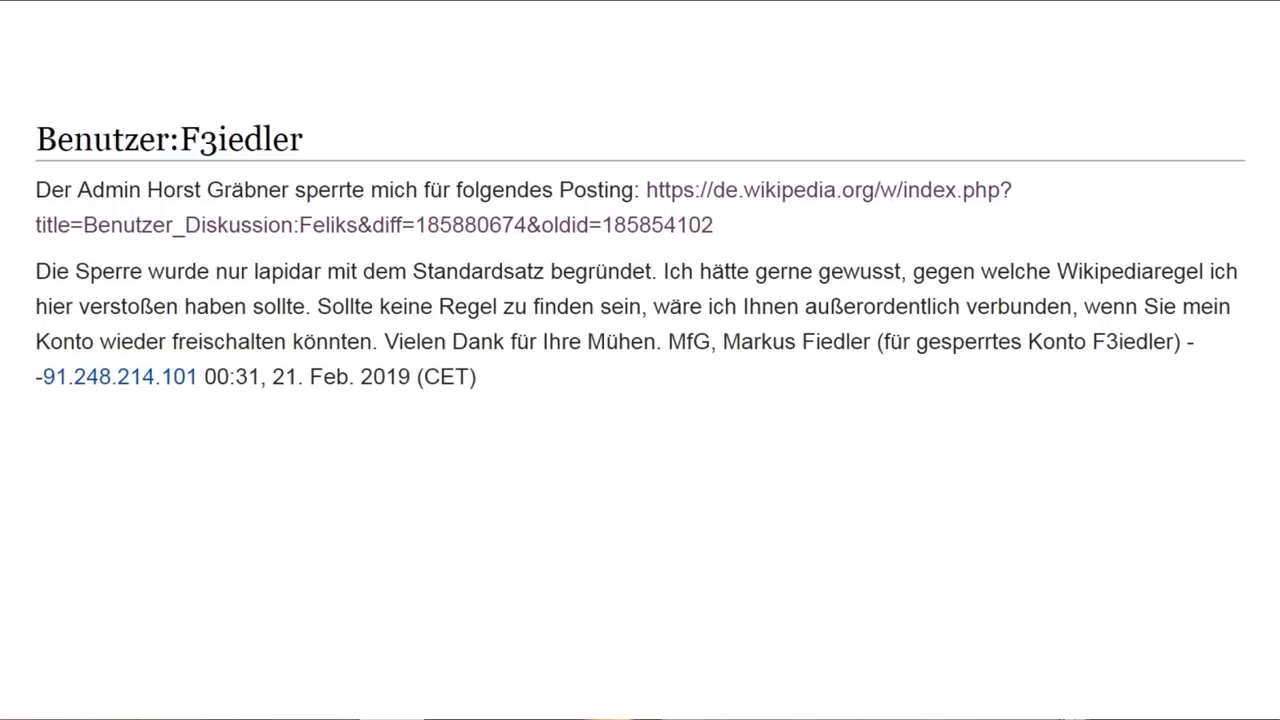 Benutzer:F3iedler
Der Admin Horst Gräbner sperrte mich für folgendes Posting: https://de.wikipedia.org/w/index.php?
title=Benutzer_Diskussion:Feliks&diff=185880674&oldid=185854102
Die Sperre wurde nur lapidar mit dem Standardsatz begründet. Ich hätte gerne gewusst, gegen welche Wikipediaregel ich
hier verstoßen haben sollte. Sollte keine Regel zu finden sein, wäre ich Ihnen außerordentlich verbunden, wenn Sie mein
Konto wieder freischalten könnten. Vielen Dank für Ihre Mühen. MfG, Markus Fiedler (für gesperrtes Konto F3iedler) -
-91.248.214.101 00:31, 21. Feb. 2019 (CET)